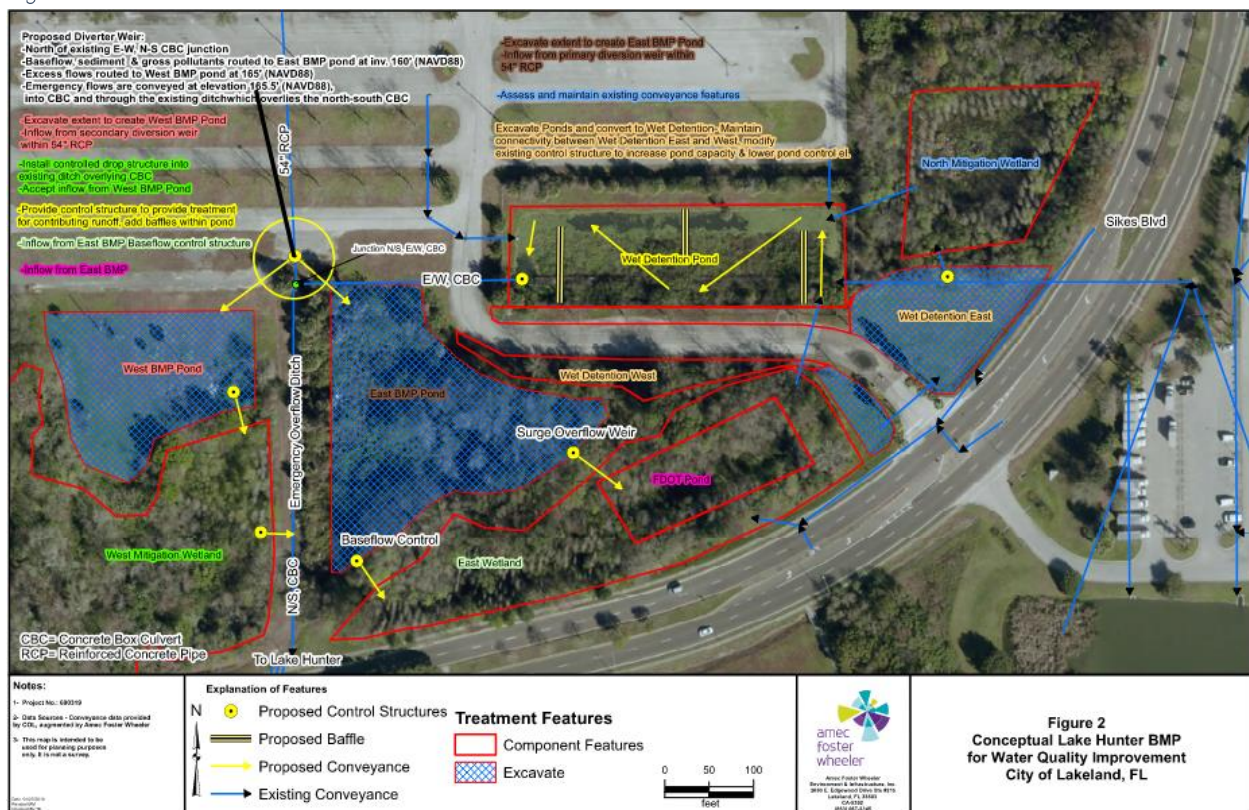 Proposed Diverter Weir:
-North of existing E-W, N-S CBC junction
-Baseflow, sediment & gross pollutants routed to East BMP pond at inv. 160' (NAVD88)
-Excess flows routed to West BMP pond at 165' (NAVD88)
-Emergency flows are conveyed at elevation 165.5' (NAVD88),
into CBC and through the existing ditchwhich overlies the north-south CBC
-Excavate extent to create West BMP Pond
-Inflow from secondary diversion weir
within 54" RCP
-Install controlled drop structure into
existing ditch overlying CBC
-Accept inflow from West BMP Pond
-Provide control structure to provide treatment
for contributing runoff, add baffles within pond
-Inflow from East BMP Baseflow control structure
-Inflow from East BMP
54" RCP
-Excavate extent to create East BMP Pond
-Inflow from primary diversion weir within
54" RCP
-Assess and maintain existing conveyance features
Excavate Ponds and convert to Wet Detention- Maintain
connectivity between Wet Detention East and West, modify
existing control structure to increase pond capacity & lower pond control el.
North Mitigation Wetland
Sikes Blvd
Junction N/S, E/W, CBC
E/W, CBC
Wet Detention Pond
Wet Detention East
West BMP Pond
Emergency Overflow Ditch
East BMP Pond
Wet Detention West
Surge Overflow Weir
FDOT Pond
West Mitigation Wetland
N/S, CBC
Baseflow Control
East Wetland
CBC= Concrete Box Culvert
RCP= Reinforced Concrete Pipe
To Lake Hunter
Notes:
1- Project No.: 600319
2- Data Sources - Conveyance data provided
by COL, augmented by Amec Foster Wheeler
3- This map is intended to be
used for planning purposes
only. It is not a survey.
Explanation of Features
N
Proposed Control Structures
Proposed Baffle
Proposed Conveyance
Existing Conveyance
Treatment Features
Component Features
Excavate
0 50 100
feet
amec
foster
wheeler
Amec Foster Wheeler
Environment & Infrastructure, Inc.
Lakeland, FL
Figure 2
Conceptual Lake Hunter BMP
for Water Quality Improvement
City of Lakeland, FL